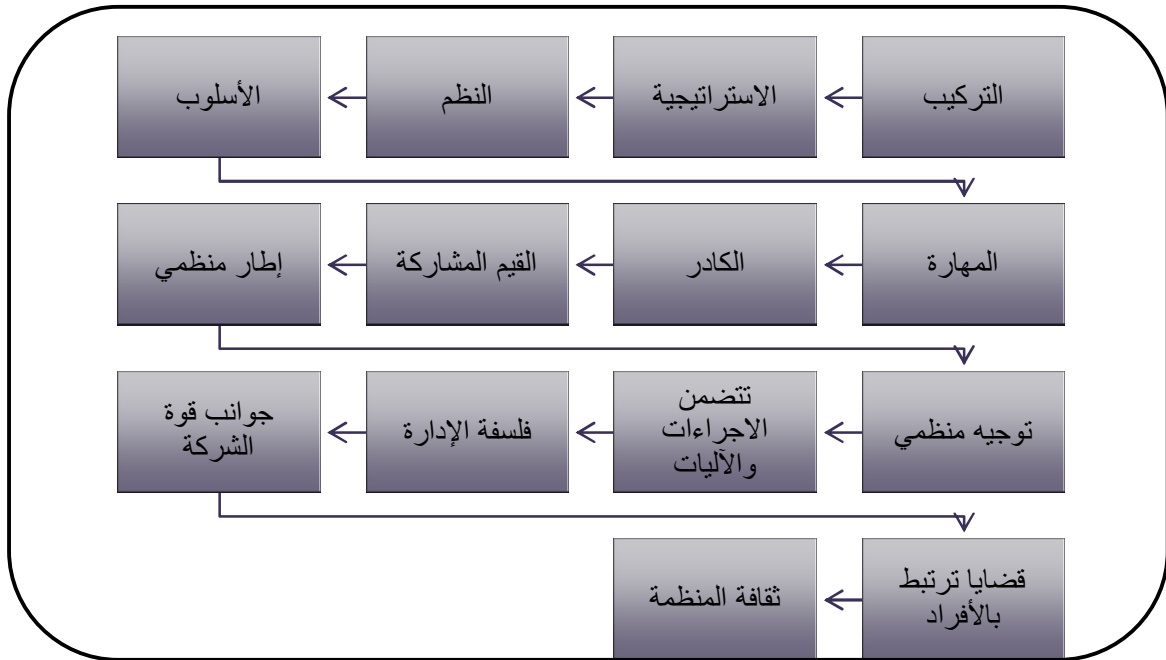 التركيب
الاستراتيجية
النظم
الأسلوب
المهارة
الكادر
القيم المشاركة
إطار منظمي
توجيه منظمي
تتضمن
الاجراءات
والآليات
فلسفة الإدارة
جوانب قوة
الشركة
قضايا ترتبط
بالأفراد
ثقافة المنظمة